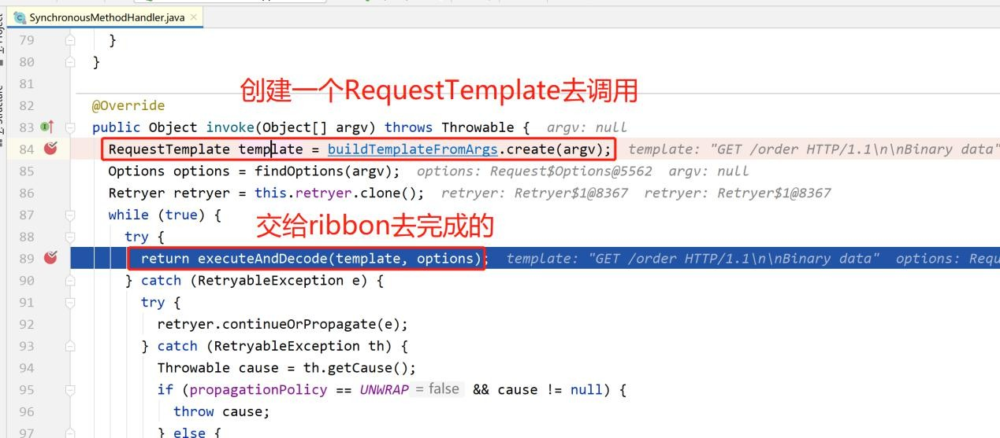 SynchronousMethodHandler.java
79 }
80 }
81
创建一个RequestTemplate去调用
82 @Override
83 public Object invoke(Object[] argv) throws Throwable { argv: null
84 RequestTemplate template = buildTemplateFromArgs.create(argv); template: "GET /order HTTP/1.1\n\nBinary data"
85 Options options = findOptions(argv); options: Request$Options@5562 argv: null
86 Retryer retryer = this.retryer.clone(); retryer: Retryer$1@8367 retryer: Retryer$1@8367
87 while (true) {
交给ribbon去完成的
88 try {
89 return executeAndDecode(template, options); template: "GET /order HTTP/1.1\n\nBinary data" options: Requ
90 } catch (RetryableException e) {
91 try {
92 retryer.continueOrPropagate(e);
93 } catch (RetryableException th) {
94 Throwable cause = th.getCause();
95 if (propagationPolicy == UNWRAP = false && cause != null) {
96 throw cause;
97 } else {